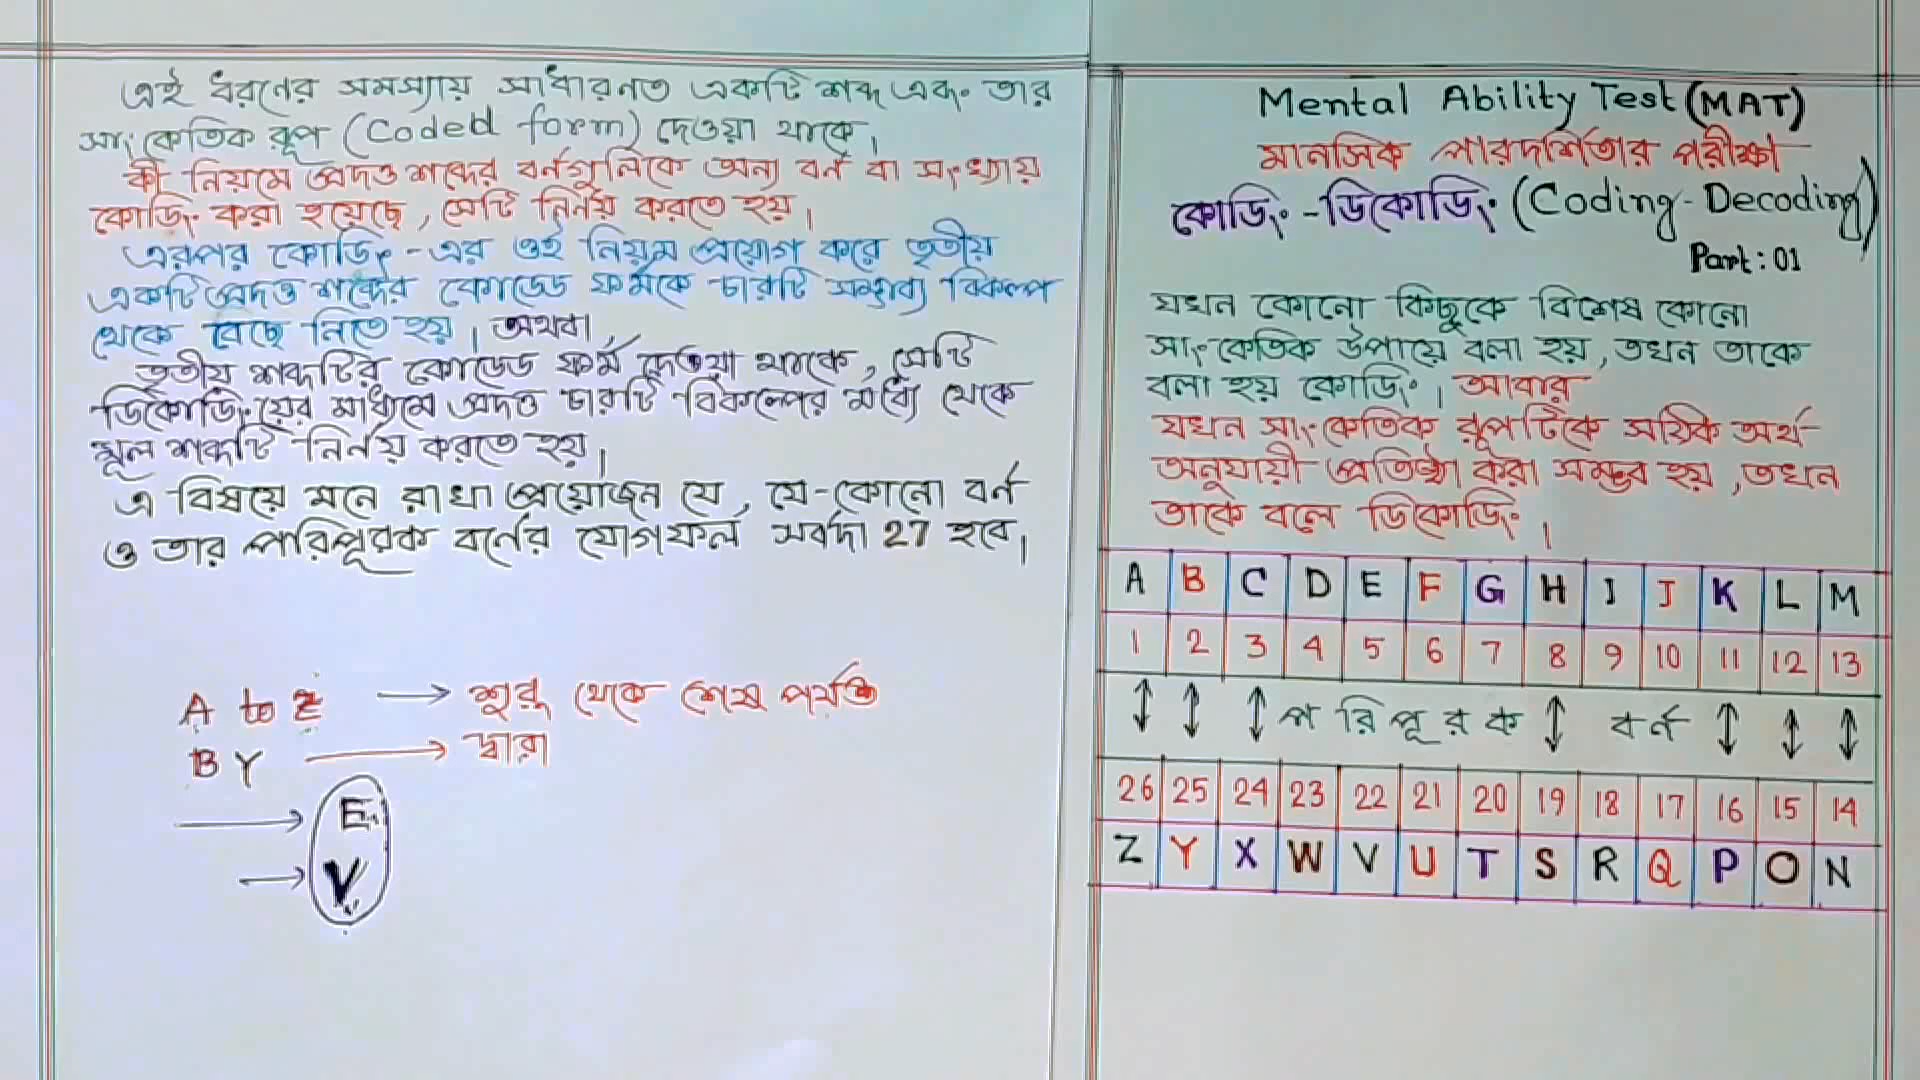 এই ধরনের সমস্যায় সাধারনত একটি শব্দ এবং তার
সাংকেতিক রূপ (Coded form) দেওয়া থাকে।
কী নিয়মে প্রদত্ত শব্দের বর্নগুলিকে অন্য বর্ন বা সংখ্যায়
কোডিং করা হয়েছে, সেটি নির্নয় করতে হয়।
এরপর কোডিং-এর ওই নিয়ম প্রয়োগ করে তৃতীয়
একটি প্রদত্ত শব্দের কোডেড ফর্মকে চারটি সম্ভাব্য বিকল্প
থেকে বেছে নিতে হয়। অথবা
তৃতীয় শব্দটির কোডেড ফর্ম দেওয়া থাকে, সেটি
ডিকোডিংয়ের মাধ্যমে প্রদত্ত চারটি বিকল্পের মধ্যে থেকে
মূল শব্দটি নির্নয় করতে হয়।
এ বিষয়ে মনে রাখা প্রয়োজন যে, যে-কোনো বর্ন
ও তার পরিপূরক বর্নের যোগফল সর্বদা 27 হবে।
A to Z → শুরু থেকে শেষ পর্যন্ত
BY → দ্বারা
→ E
→ V
Mental Ability Test (MAT)
মানসিক পারদর্শিতার পরীক্ষা
কোডিং-ডিকোডিং (Coding-Decoding)
Part: 01
যখন কোনো কিছুকে বিশেষ কোনো
সাংকেতিক উপায়ে বলা হয়, তখন তাকে
বলা হয় কোডিং। আবার
যখন সাংকেতিক রূপটিকে সঠিক অর্থ
অনুযায়ী প্রতিষ্ঠা করা সম্ভব হয়, তখন
তাকে বলে ডিকোডিং।
A B C D E F G H I J K L M
1 2 3 4 5 6 7 8 9 10 11 12 13
↕ ↕ ↕ পরিপূরক ↕ বর্ন ↕ ↕ ↕
26 25 24 23 22 21 20 19 18 17 16 15 14
Z Y X W V U T S R Q P O N